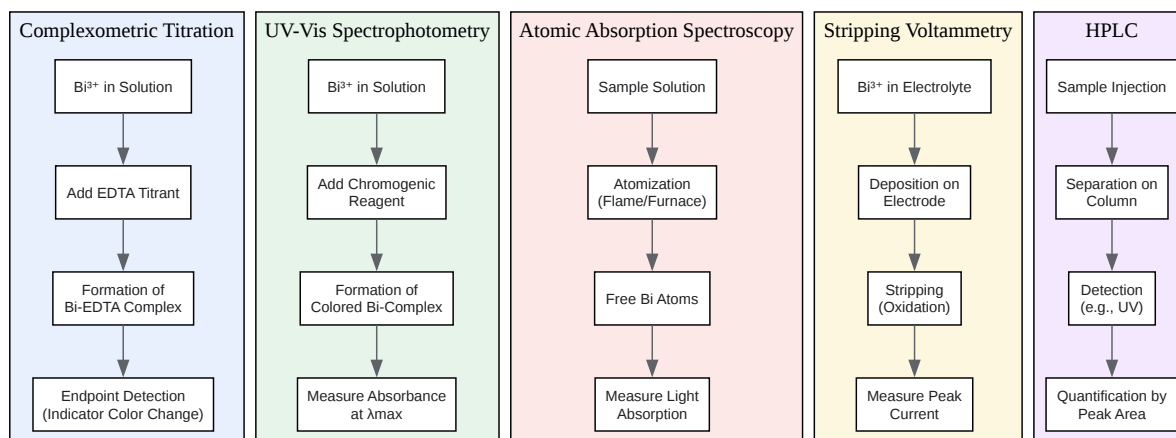 Complexometric Titration
Bi³⁺ in Solution
Add EDTA Titrant
Formation of
Bi-EDTA Complex
Endpoint Detection
(Indicator Color Change)
UV-Vis Spectrophotometry
Bi³⁺ in Solution
Add Chromogenic
Reagent
Formation of
Colored Bi-Complex
Measure Absorbance
at λmax
Atomic Absorption Spectroscopy
Sample Solution
Atomization
(Flame/Furnace)
Free Bi Atoms
Measure Light
Absorption
Stripping Voltammetry
Bi³⁺ in Electrolyte
Deposition on
Electrode
Stripping
(Oxidation)
Measure Peak
Current
HPLC
Sample Injection
Separation on
Column
Detection
(e.g., UV)
Quantification by
Peak Area